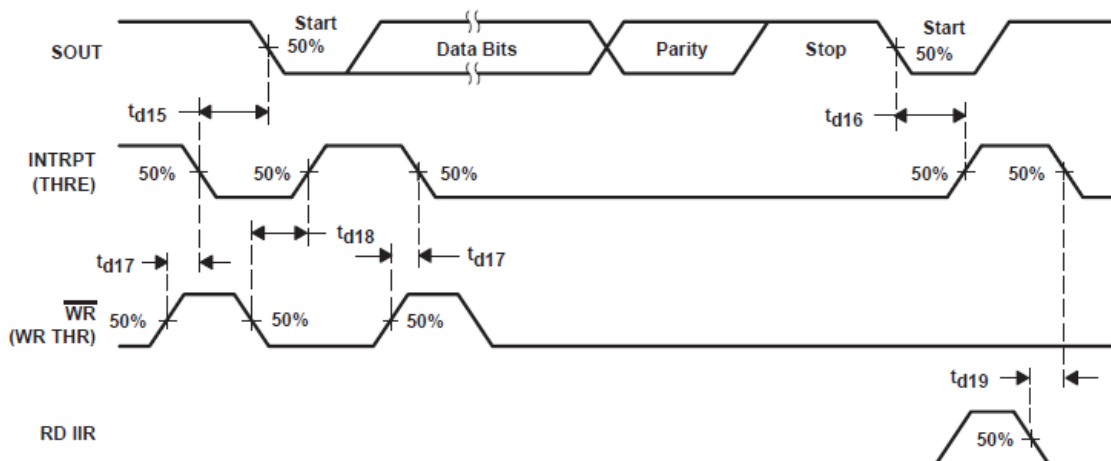 Start
SOUT
50%
Data Bits
Parity
Stop
Start
50%
td15
td16
INTRPT
(THRE)
50%
50%
50%
50%
50%
td17
td18
td17
WR
(WR THR)
50%
50%
50%
td19
RD IIR
50%